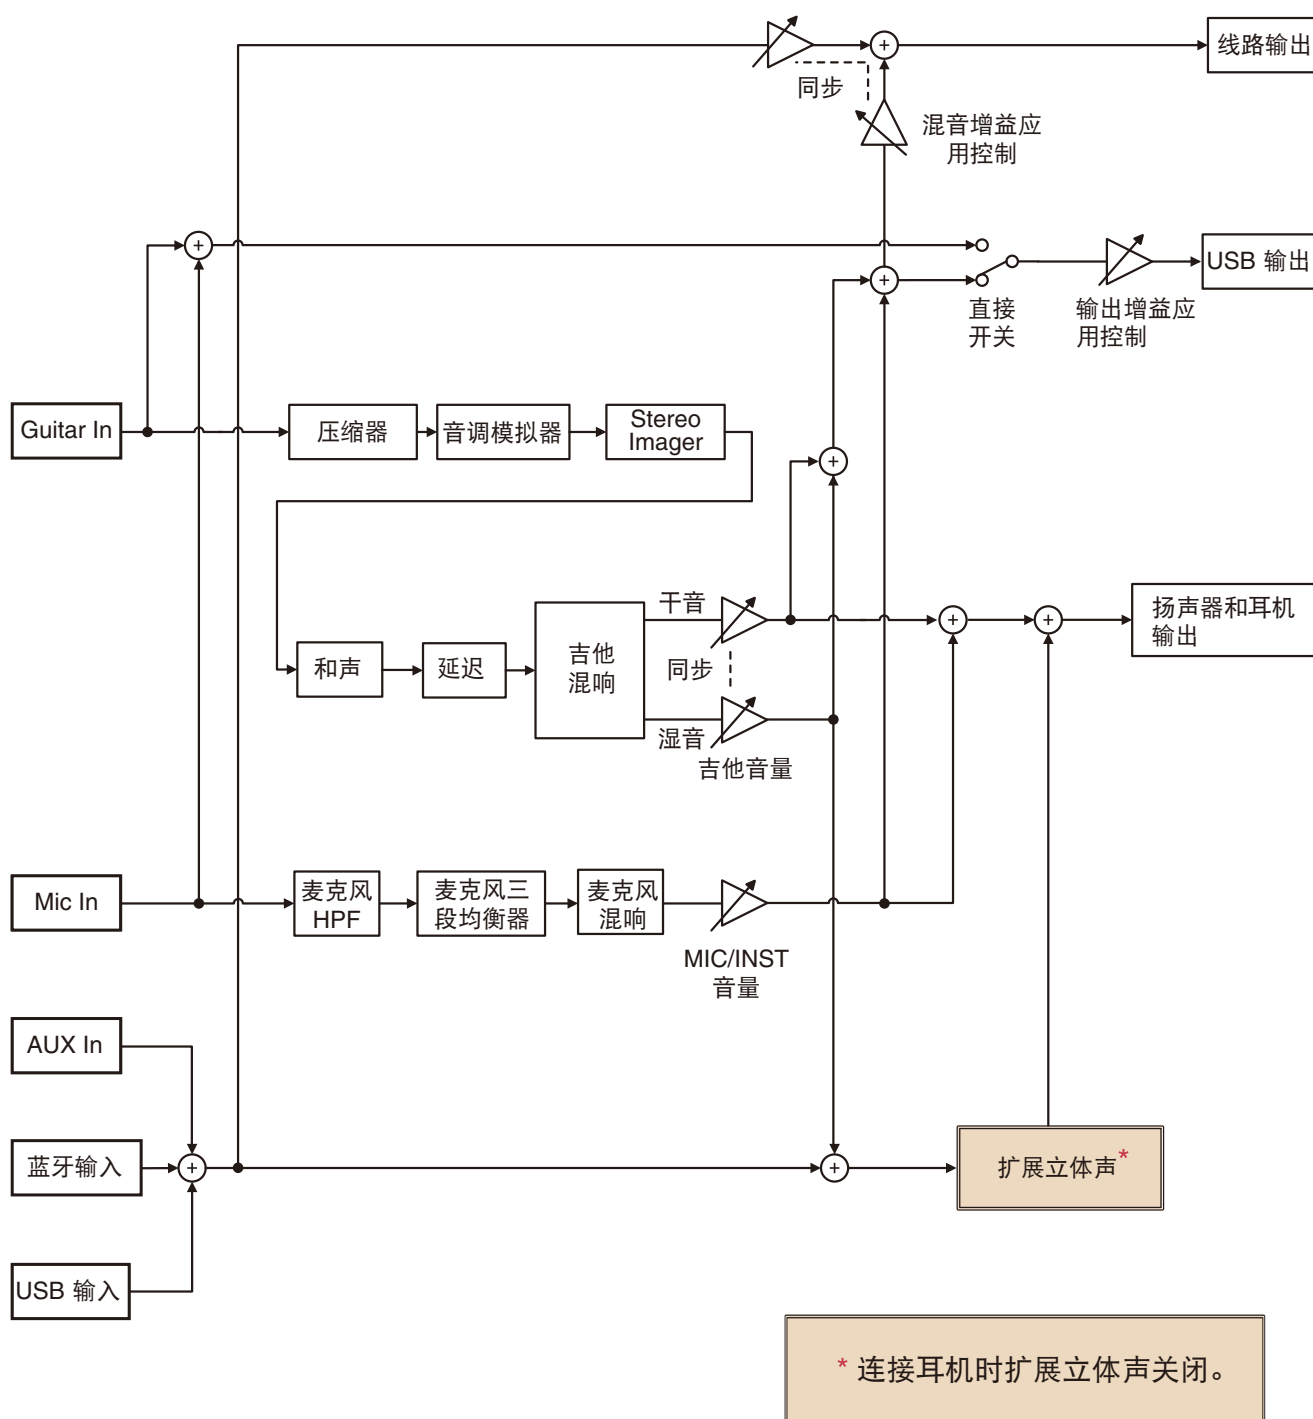 线路输出
同步
混音增益应
用控制
+
+
+
USB 输出
+
直接
开关
输出增益应
用控制
Guitar In
压缩器
音调模拟器
Stereo
Imager
+
干音
+
+
扬声器和耳机
输出
和声
延迟
吉他
混响
同步
湿音
吉他音量
Mic In
麦克风
HPF
麦克风三
段均衡器
麦克风
混响
MIC/INST
音量
AUX In
蓝牙输入
+
+
扩展立体声*
USB 输入
* 连接耳机时扩展立体声关闭。